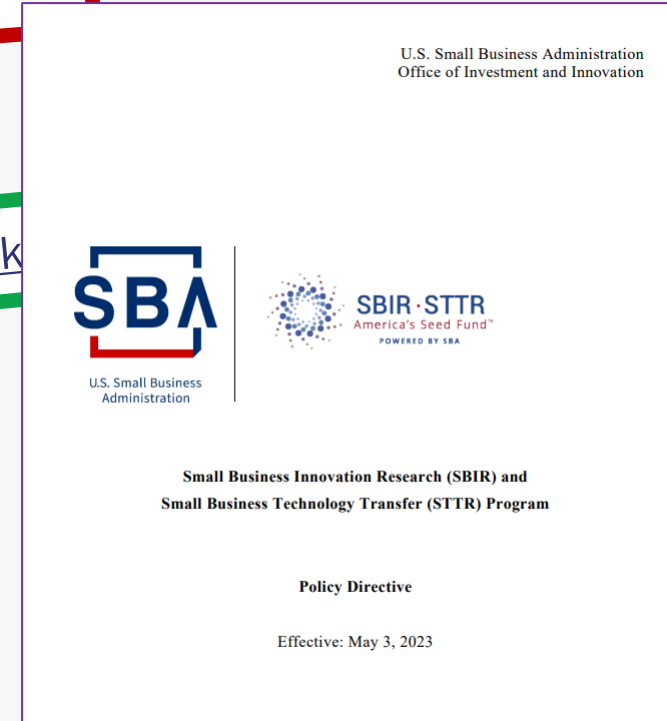 U.S. Small Business Administration
Office of Investment and Innovation
k
SBA
U.S. Small Business
Administration
SBIR·STTR
America's Seed Fund™
POWERED BY SBA
Small Business Innovation Research (SBIR) and
Small Business Technology Transfer (STTR) Program
Policy Directive
Effective: May 3, 2023